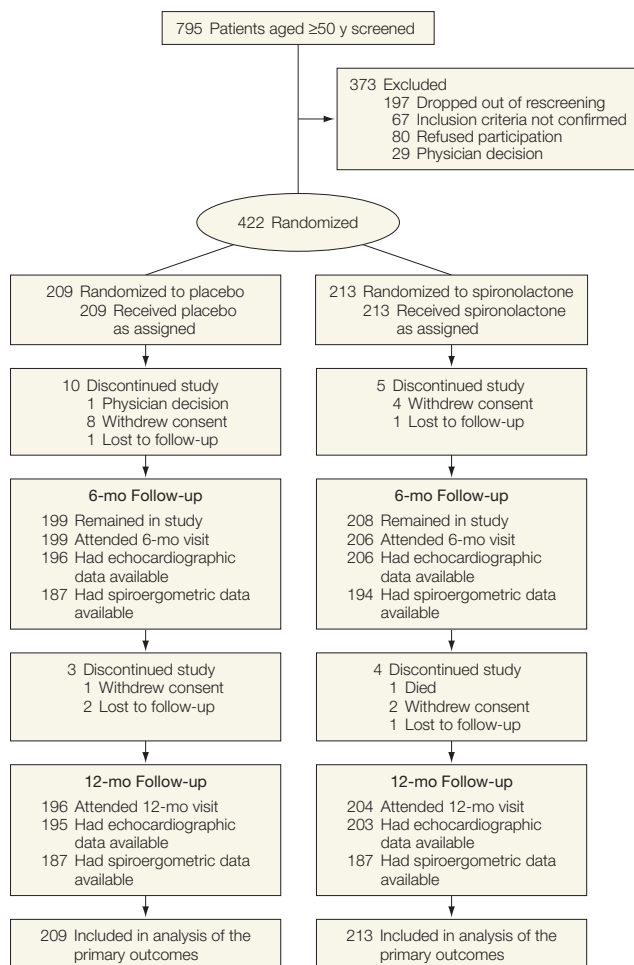 795 Patients aged ≥50 y screened
373 Excluded
197 Dropped out of rescreening
67 Inclusion criteria not confirmed
80 Refused participation
29 Physician decision
422 Randomized
209 Randomized to placebo
209 Received placebo
as assigned
213 Randomized to spironolactone
213 Received spironolactone
as assigned
10 Discontinued study
1 Physician decision
8 Withdrew consent
1 Lost to follow-up
5 Discontinued study
4 Withdrew consent
1 Lost to follow-up
6-mo Follow-up
199 Remained in study
199 Attended 6-mo visit
196 Had echocardiographic
data available
187 Had spiroergometric data
available
6-mo Follow-up
208 Remained in study
206 Attended 6-mo visit
206 Had echocardiographic
data available
194 Had spiroergometric data
available
3 Discontinued study
1 Withdrew consent
2 Lost to follow-up
4 Discontinued study
1 Died
2 Withdrew consent
1 Lost to follow-up
12-mo Follow-up
196 Attended 12-mo visit
195 Had echocardiographic
data available
187 Had spiroergometric data
available
12-mo Follow-up
204 Attended 12-mo visit
203 Had echocardiographic
data available
187 Had spiroergometric data
available
209 Included in analysis of the
primary outcomes
213 Included in analysis of the
primary outcomes